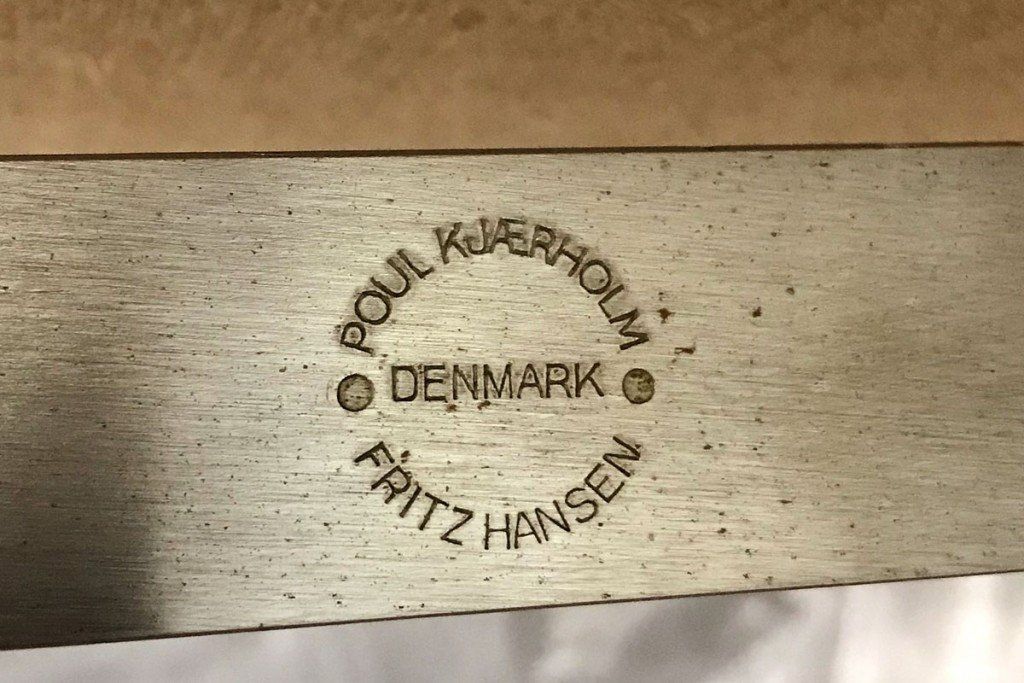 POUL KJÆRHOLM
DENMARK
FRITZ HANSEN